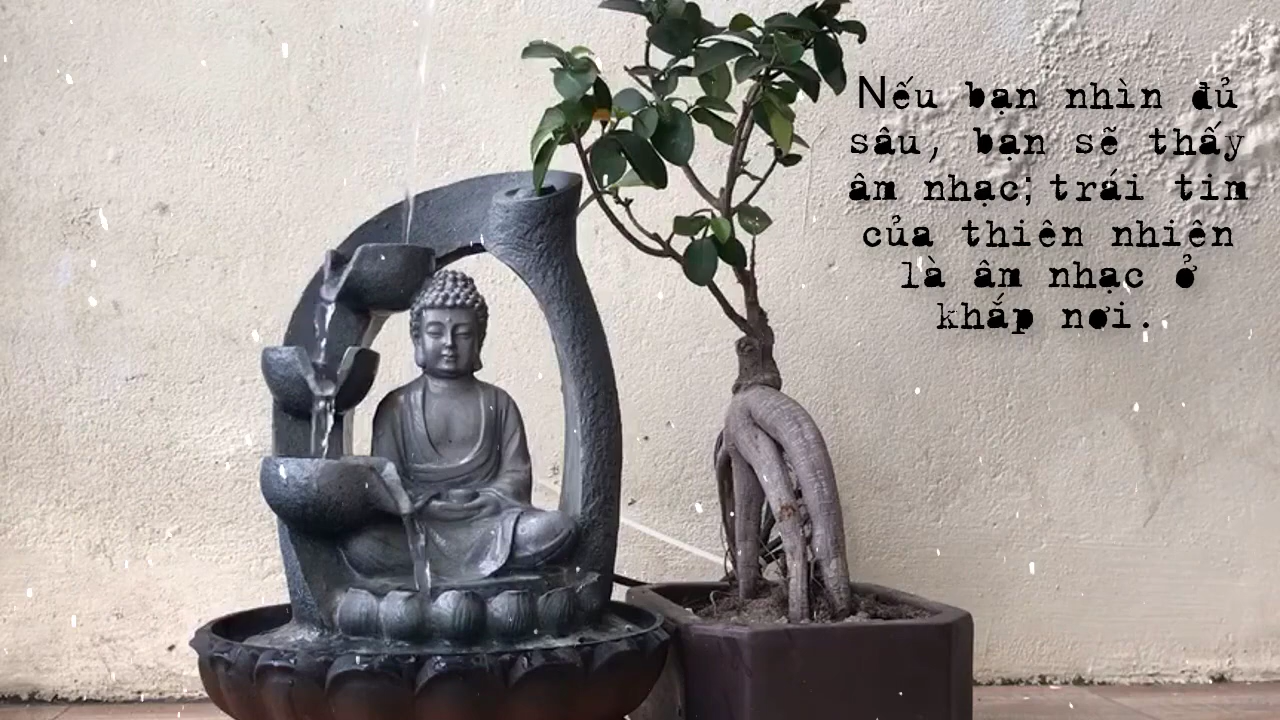 Nếu bạn nhìn đủ
sâu, bạn sẽ thấy
âm nhạc; trái tim
của thiên nhiên
là âm nhạc ở
khắp nơi.